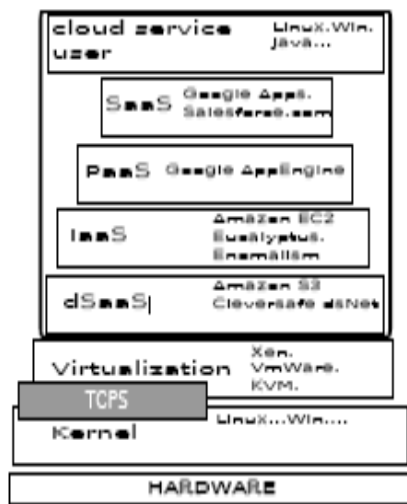 cloud service user
Linux.Win.
Java...
SaaS
Google Apps.
Salesforce.com
PaaS
Google AppEngine
IaaS
Amazon EC2
Eucalyptus.
Enomalism
dSaaS
Amazon S3
Cleversafe dsNet
Virtualization
Xen.
VmWare.
KVM.
TCPS
Kernel
Linux...Win....
HARDWARE